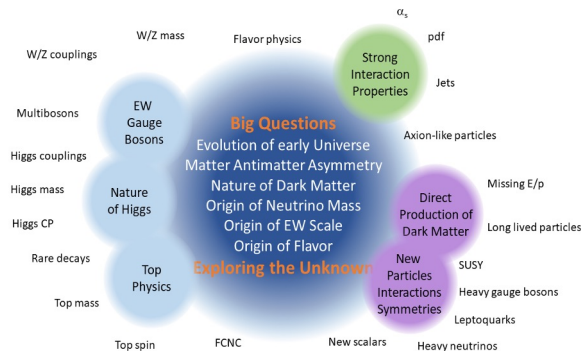 αs
W/Z mass
Flavor physics
pdf
W/Z couplings
Strong
Interaction
Properties
Jets
EW
Gauge
Bosons
Multibosons
Big Questions
Evolution of early Universe
Matter Antimatter Asymmetry
Nature of Dark Matter
Origin of Neutrino Mass
Origin of EW Scale
Origin of Flavor
Exploring the Unknown
Axion-like particles
Higgs couplings
Higgs mass
Higgs CP
Nature
of Higgs
Missing E/p
Direct
Production of
Dark Matter
Long lived particles
Rare decays
Top
Physics
Top mass
New
Particles
Interactions
Symmetries
SUSY
Heavy gauge bosons
Leptoquarks
Top spin
FCNC
New scalars
Heavy neutrinos